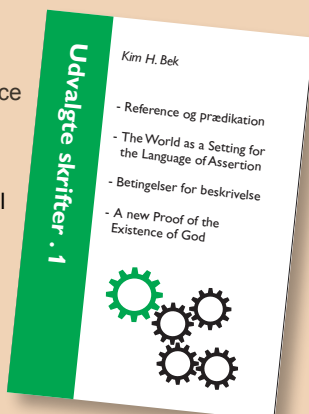 ce
l
Udvalgte skrifter . 1
Kim H. Bek
- Reference og prædikation
- The World as a Setting for
the Language of Assertion
- Betingelser for beskrivelse
- A new Proof of the
Existence of God